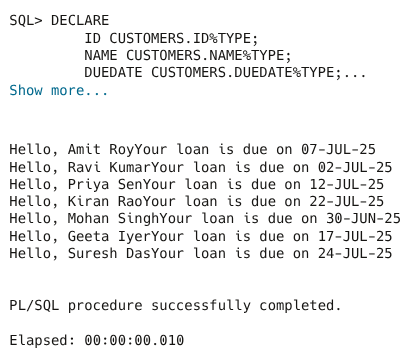 SQL> DECLARE
ID CUSTOMERS.ID%TYPE;
NAME CUSTOMERS.NAME%TYPE;
DUEDATE CUSTOMERS.DUEDATE%TYPE;...
Show more...
Hello, Amit RoyYour loan is due on 07-JUL-25
Hello, Ravi KumarYour loan is due on 02-JUL-25
Hello, Priya SenYour loan is due on 12-JUL-25
Hello, Kiran RaoYour loan is due on 22-JUL-25
Hello, Mohan SinghYour loan is due on 30-JUN-25
Hello, Geeta IyerYour loan is due on 17-JUL-25
Hello, Suresh DasYour loan is due on 24-JUL-25
PL/SQL procedure successfully completed.
Elapsed: 00:00:00.010